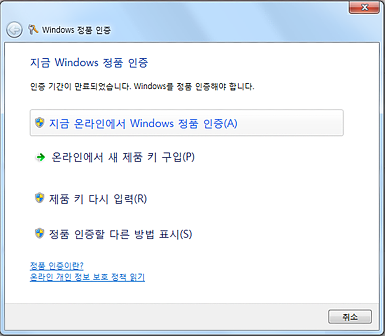 Windows 정품 인증
지금 Windows 정품 인증
인증 기간이 만료되었습니다. Windows를 정품 인증해야 합니다.
지금 온라인에서 Windows 정품 인증(A)
온라인에서 새 제품 키 구입(P)
제품 키 다시 입력(R)
정품 인증할 다른 방법 표시(S)
정품 인증이란?
온라인 개인 정보 보호 정책 읽기
취소